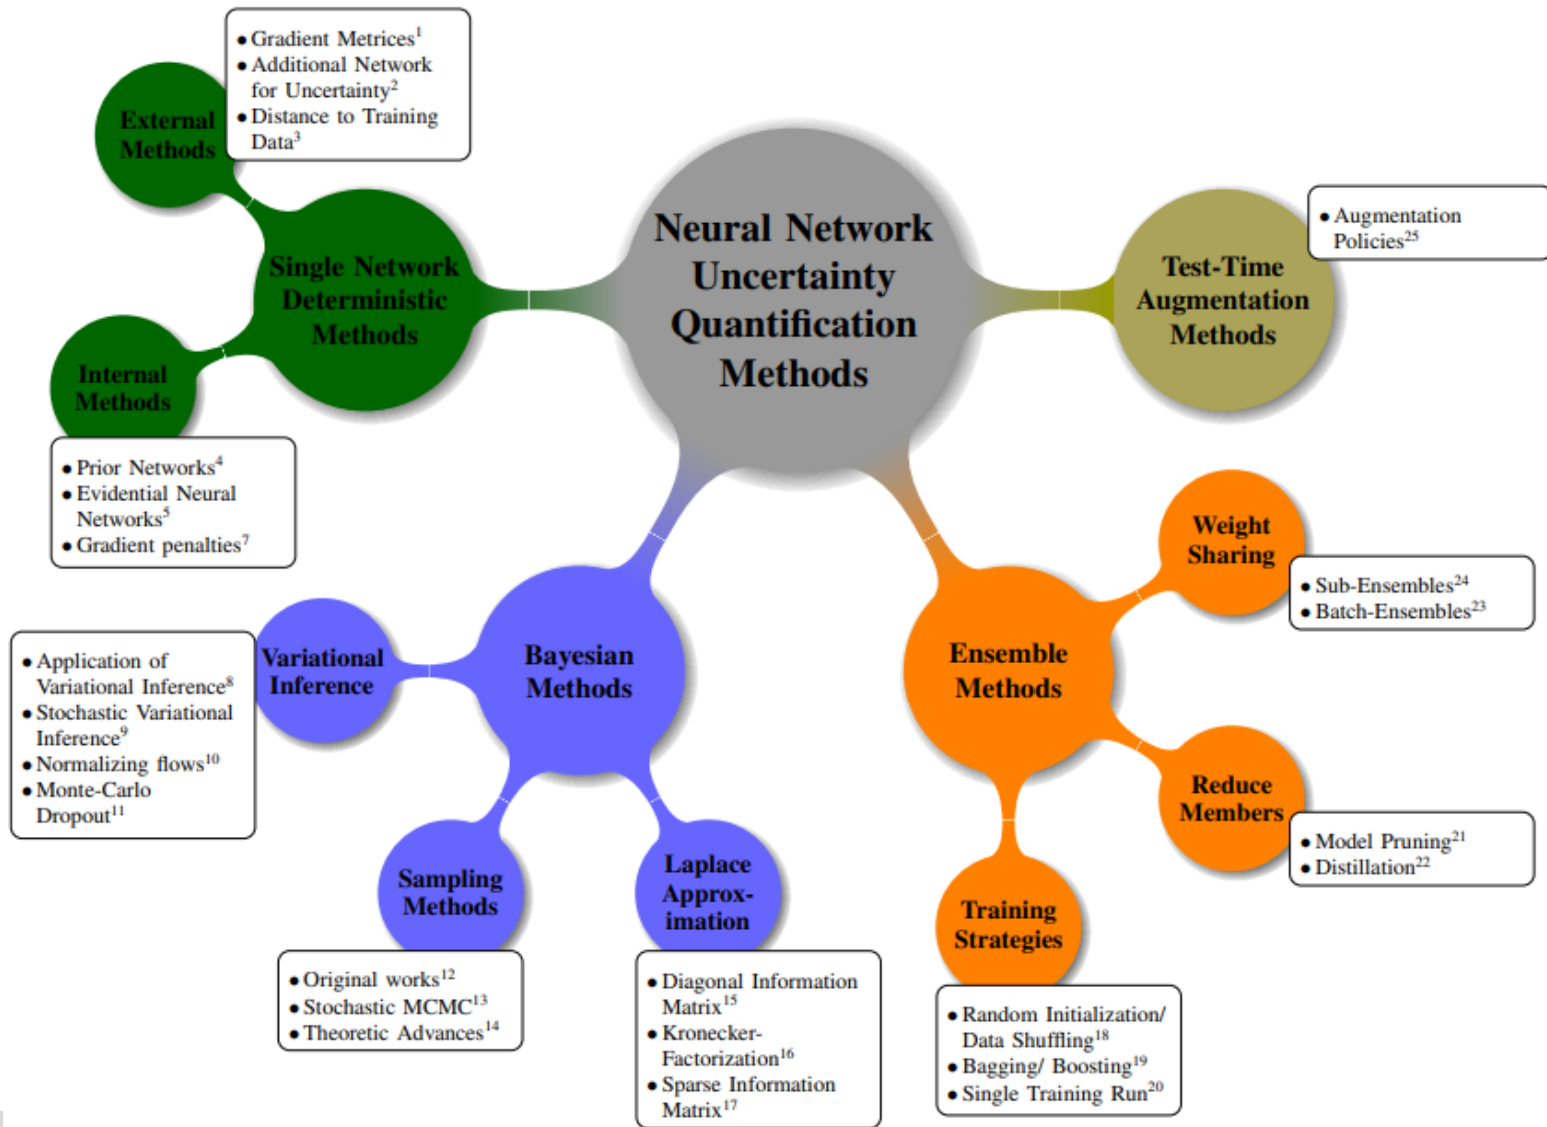 Neural Network
Uncertainty
Quantification
Methods
Single Network
Deterministic
Methods
External
Methods
• Gradient Metrices¹
• Additional Network
for Uncertainty²
• Distance to Training
Data³
Internal
Methods
• Prior Networks⁴
• Evidential Neural
Networks⁵
• Gradient penalties⁷
Bayesian
Methods
Variational
Inference
• Application of
Variational Inference⁸
• Stochastic Variational
Inference⁹
• Normalizing flows¹⁰
• Monte-Carlo
Dropout¹¹
Sampling
Methods
• Original works¹²
• Stochastic MCMC¹³
• Theoretic Advances¹⁴
Laplace
Approx-
imation
• Diagonal Information
Matrix¹⁵
• Kronecker-
Factorization¹⁶
• Sparse Information
Matrix¹⁷
Ensemble
Methods
Training
Strategies
• Random Initialization/
Data Shuffling¹⁸
• Bagging/ Boosting¹⁹
• Single Training Run²⁰
Reduce
Members
• Model Pruning²¹
• Distillation²²
Weight
Sharing
• Sub-Ensembles²⁴
• Batch-Ensembles²³
Test-Time
Augmentation
Methods
• Augmentation
Policies²⁵